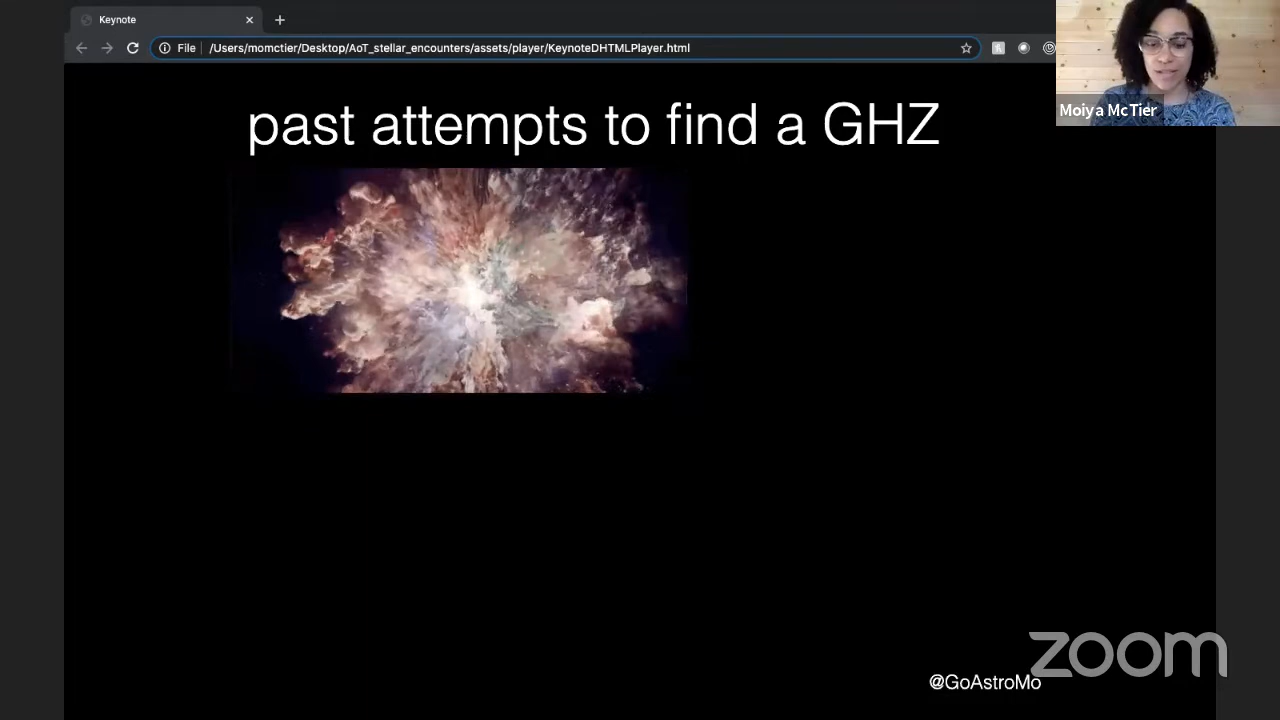 Keynote
File
/Users/momctier/Desktop/AoT_stellar_encounters/assets/player/KeynoteDHTMLPlayer.html
Moiya McTier
past attempts to find a GHZ
zoom
@GoAstroMo